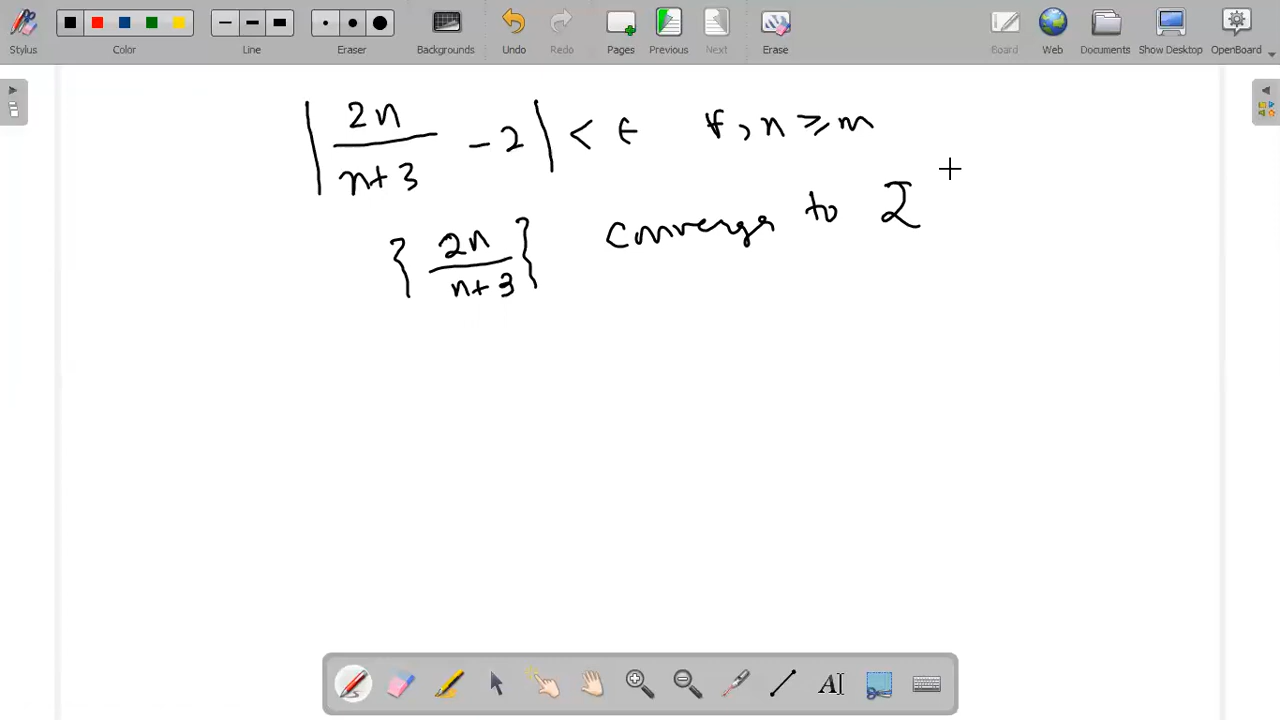 Stylus Color Line Eraser Backgrounds Undo Redo Pages Previous Next Erase Board Web Documents Show Desktop OpenBoard
| 2n / n+3 − 2 | < ϵ ∀, n ⩾ m
{ 2n / n+3 } converges to 2